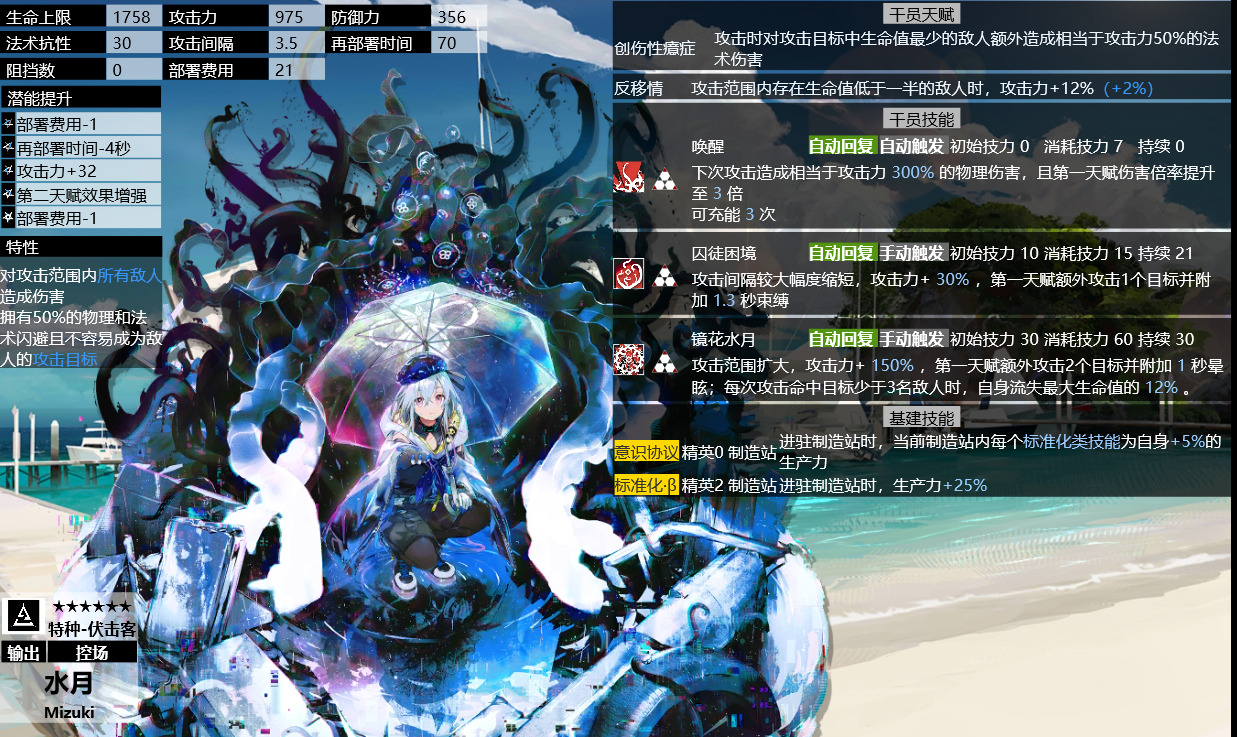 生命上限 1758 攻击力 975 防御力 356
法术抗性 30 攻击间隔 3.5 再部署时间 70
阻挡数 0 部署费用 21
潜能提升
部署费用-1
再部署时间-4秒
攻击力+32
第二天赋效果增强
部署费用-1
特性
对攻击范围内所有敌人
造成伤害
拥有50%的物理和法
术闪避且不容易成为敌
人的攻击目标
★★★★★★
特种-伏击客
输出 控场
水月
Mizuki
干员天赋
创伤性癔症 攻击时对攻击目标中生命值最少的敌人额外造成相当于攻击力50%的法
术伤害
反移情 攻击范围内存在生命值低于一半的敌人时，攻击力+12%（+2%）
干员技能
唤醒 自动回复 自动触发 初始技力 0 消耗技力 7 持续 0
下次攻击造成相当于攻击力 300% 的物理伤害，且第一天赋伤害倍率提升
至 3 倍
可充能 3 次
囚徒困境 自动回复 手动触发 初始技力 10 消耗技力 15 持续 21
攻击间隔较大幅度缩短，攻击力+ 30% ，第一天赋额外攻击1个目标并附
加 1.3 秒束缚
镜花水月 自动回复 手动触发 初始技力 30 消耗技力 60 持续 30
攻击范围扩大，攻击力+ 150% ，第一天赋额外攻击2个目标并附加 1 秒晕
眩；每次攻击命中目标少于3名敌人时，自身流失最大生命值的 12% 。
基建技能
意识协议 精英0 制造站 进驻制造站时，当前制造站内每个标准化类技能为自身+5%的
生产力
标准化·β 精英2 制造站 进驻制造站时，生产力+25%